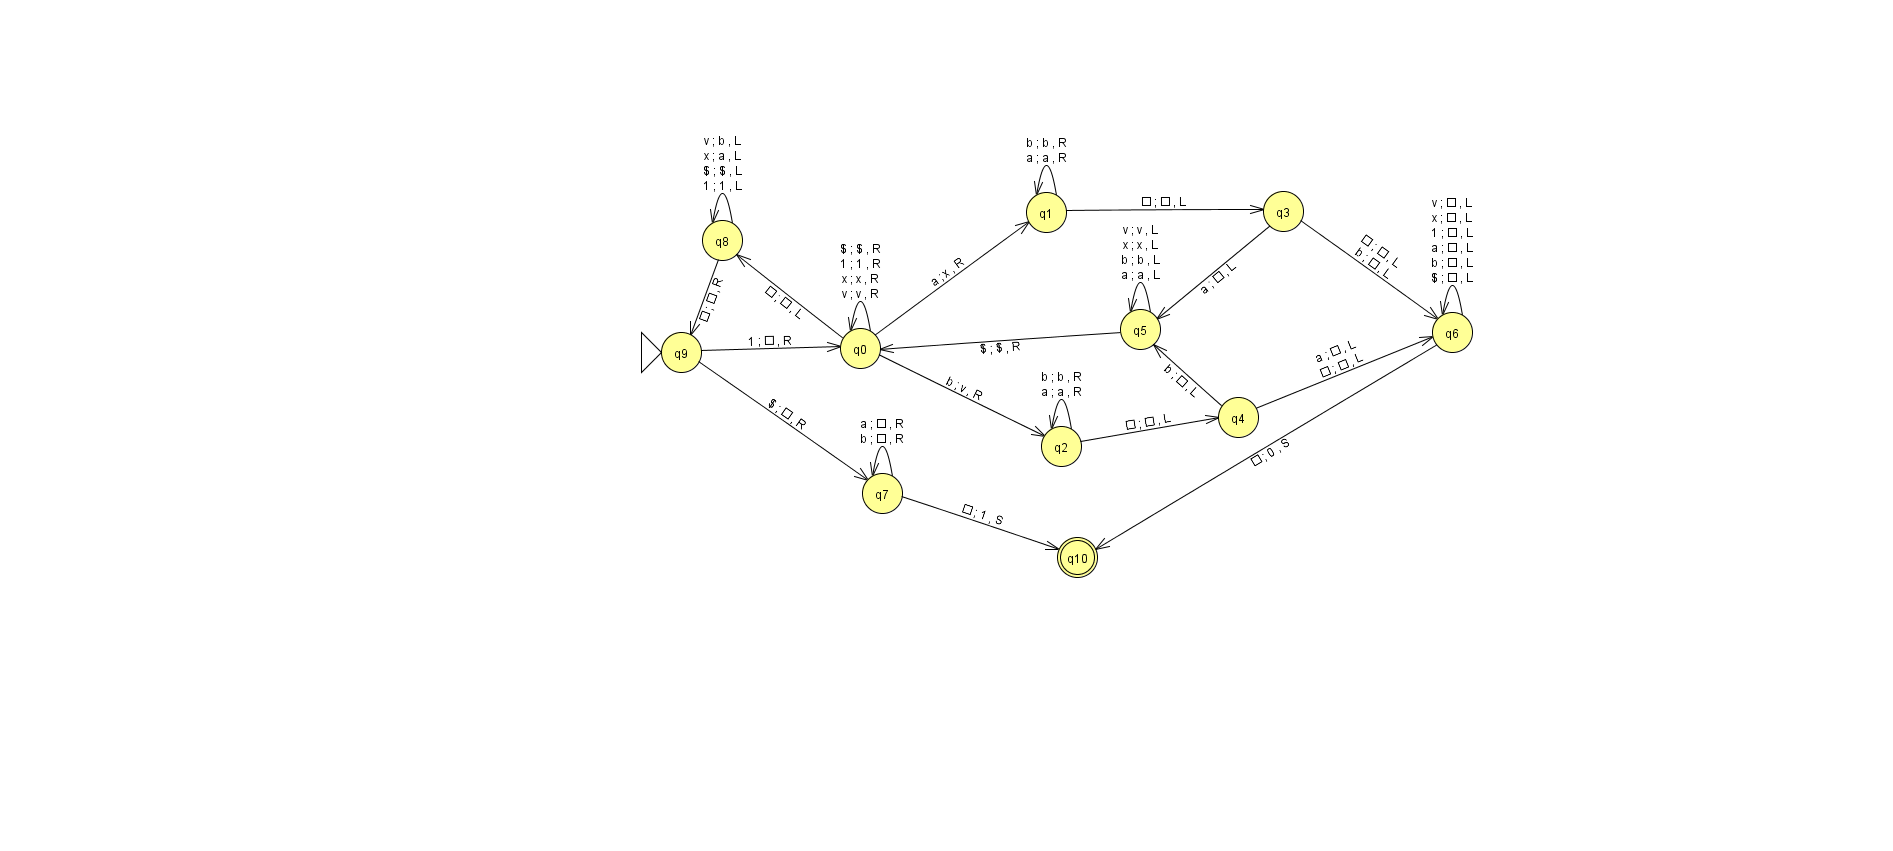 v ; b , L
x ; a , L
$ ; $ , L
1 ; 1 , L
q8
b ; b , R
a ; a , R
q1
□ ; □ , L
q3
v ; □ , L
x ; □ , L
1 ; □ , L
a ; □ , L
b ; □ , L
$ ; □ , L
q6
□ ; □ , L
b ; □ , L
v ; v , L
x ; x , L
b ; b , L
a ; a , L
q5
a ; □ , L
$ ; $ , R
1 ; 1 , R
x ; x , R
v ; v , R
q0
a ; x , R
□ ; □ , L
□ ; □ , R
q9
1 ; □ , R
$ ; $ , R
b ; v , R
b ; b , R
a ; a , R
q2
□ ; □ , L
q4
b ; □ , L
a ; □ , L
□ ; □ , L
$ ; □ , R
a ; □ , R
b ; □ , R
q7
□ ; 1 , S
□ ; 0 , S
q10